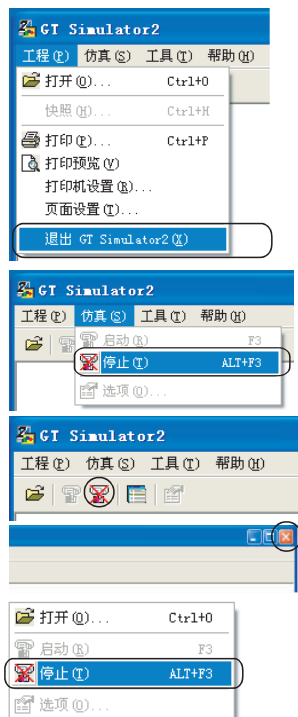 GT Simulator2
工程(P) 仿真(S) 工具(T) 帮助(H)
打开(O)... Ctrl+O
快照(H)... Ctrl+H
打印(P)... Ctrl+P
打印预览(V)
打印机设置(R)...
页面设置(T)...
退出 GT Simulator2(X)
GT Simulator2
工程(P) 仿真(S) 工具(T) 帮助(H)
启动(R) F3
停止(T) ALT+F3
选项(O)...
GT Simulator2
工程(P) 仿真(S) 工具(T) 帮助(H)
打开(O)... Ctrl+O
启动(R) F3
停止(T) ALT+F3
选项(O)...